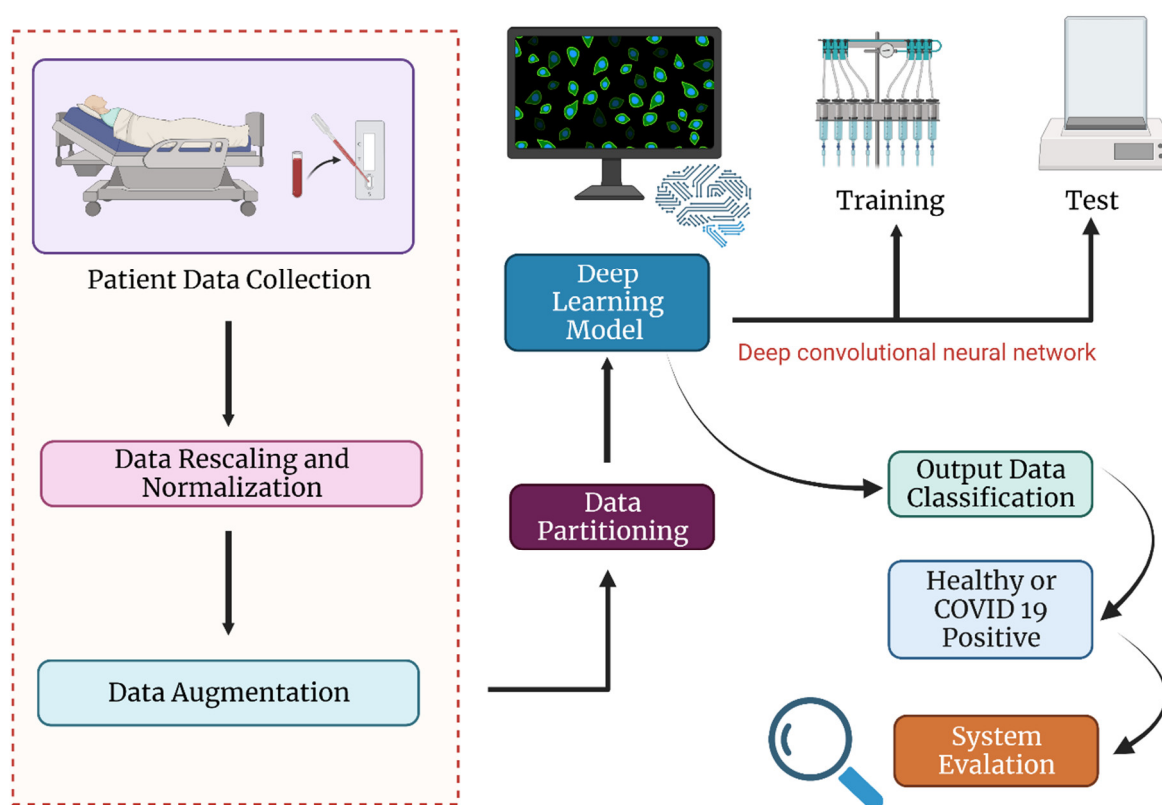 Patient Data Collection
Data Rescaling and
Normalization
Data Augmentation
Data
Partitioning
Deep
Learning
Model
Training
Test
Deep convolutional neural network
Output Data
Classification
Healthy or
COVID 19
Positive
System
Evalation